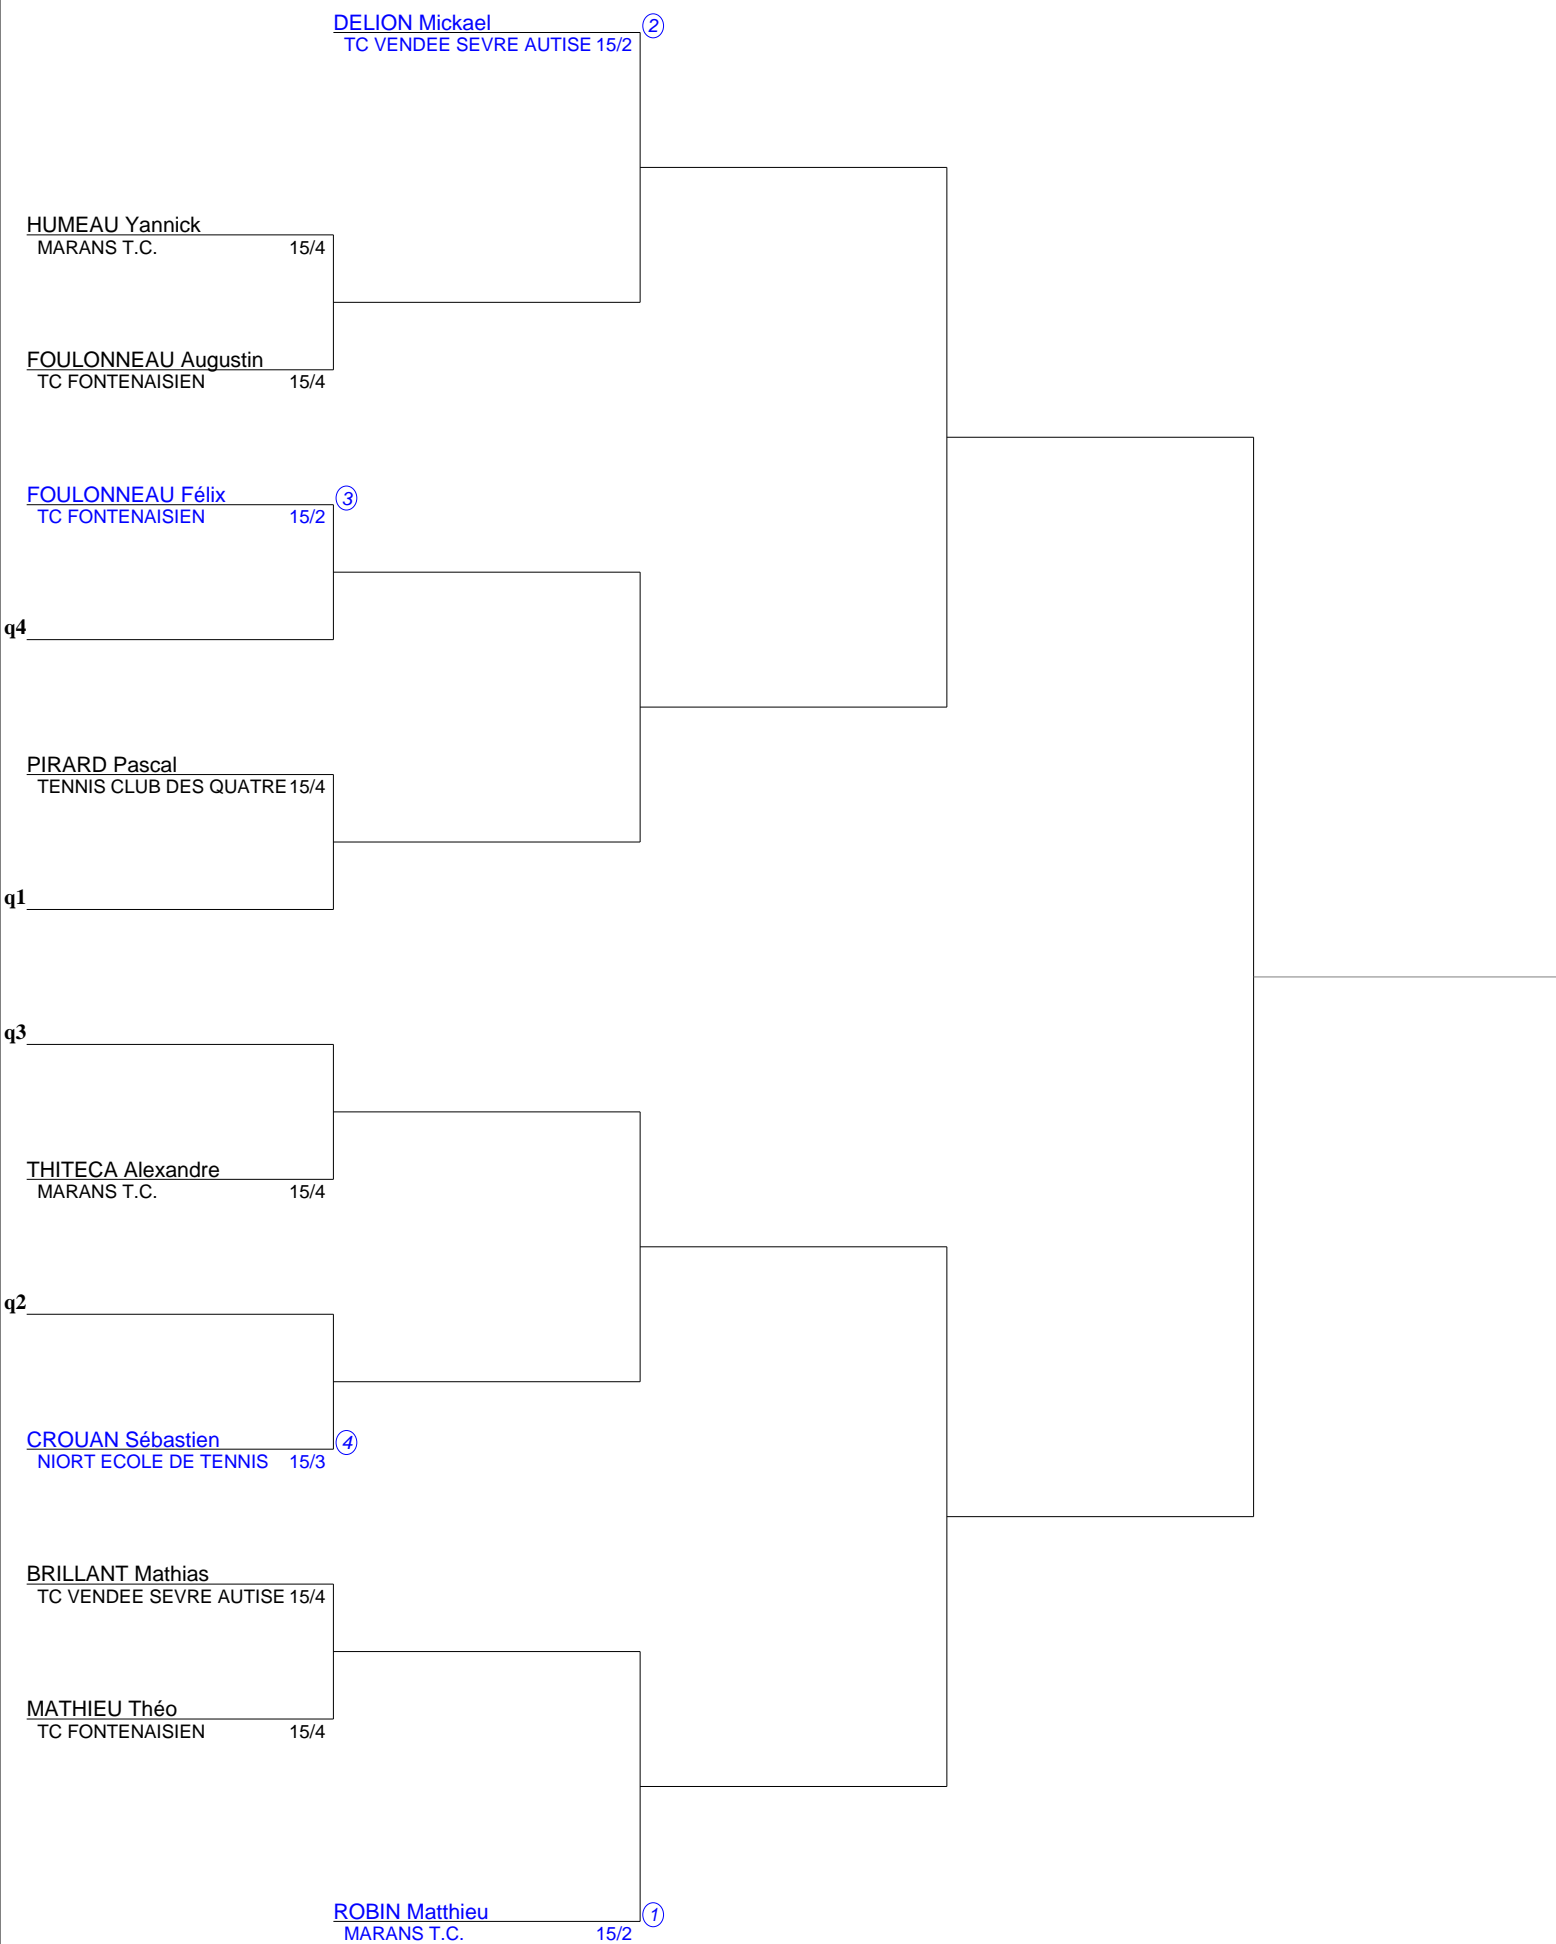 DELION Mickael 2
TC VENDEE SEVRE AUTISE 15/2
HUMEAU Yannick
MARANS T.C. 15/4
FOULONNEAU Augustin
TC FONTENAISIEN 15/4
FOULONNEAU Félix 3
TC FONTENAISIEN 15/2
q4
PIRARD Pascal
TENNIS CLUB DES QUATRE 15/4
q1
q3
THITECA Alexandre
MARANS T.C. 15/4
q2
CROUAN Sébastien 4
NIORT ECOLE DE TENNIS 15/3
BRILLANT Mathias
TC VENDEE SEVRE AUTISE 15/4
MATHIEU Théo
TC FONTENAISIEN 15/4
ROBIN Matthieu 1
MARANS T.C. 15/2